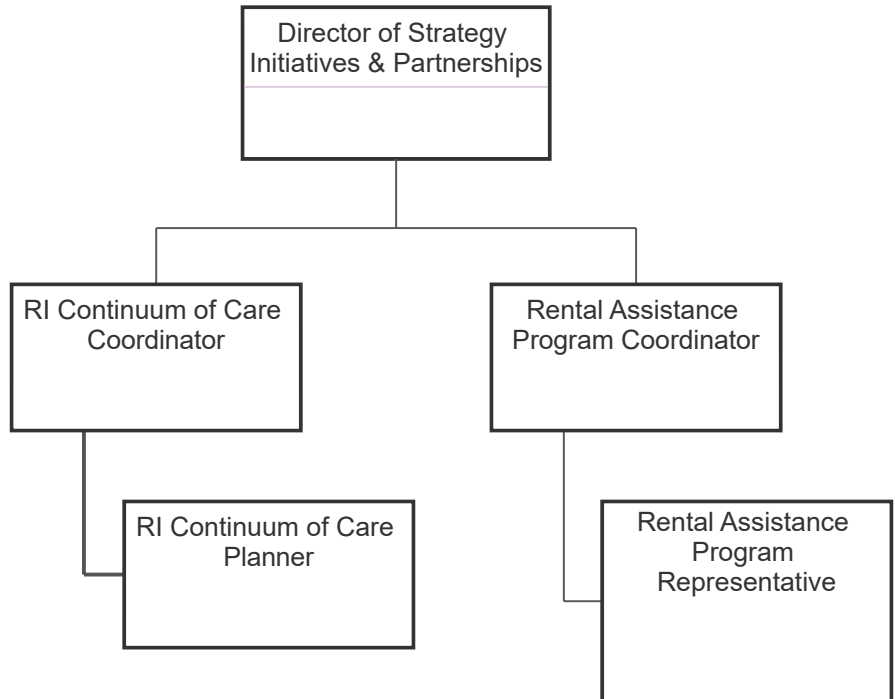 Director of Strategy
Initiatives & Partnerships
RI Continuum of Care
Coordinator
Rental Assistance
Program Coordinator
RI Continuum of Care
Planner
Rental Assistance
Program
Representative